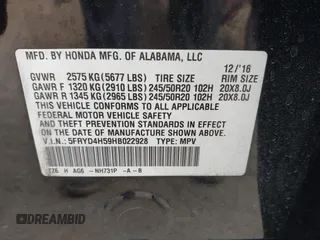 MFD. BY HONDA MFG. OF ALABAMA, LLC
12/'16
GVWR 2575 KG (5677 LBS) TIRE SIZE RIM SIZE
GAWR F 1320 KG (2910 LBS) 245/50R20 102H 20X8.0J
GAWR R 1345 KG (2965 LBS) 245/50R20 102H 20X8.0J
THIS VEHICLE CONFORMS TO ALL APPLICABLE
FEDERAL MOTOR VEHICLE SAFETY AND THEFT
PREVENTION STANDARDS IN EFFECT ON THE DATE
OF MANUFACTURE SHOWN ABOVE.
V.I.N.: 5FRYD4H59HB022928 TYPE: MPV
TZ6 H AG6 -NH731P -A -B
DREAMBID